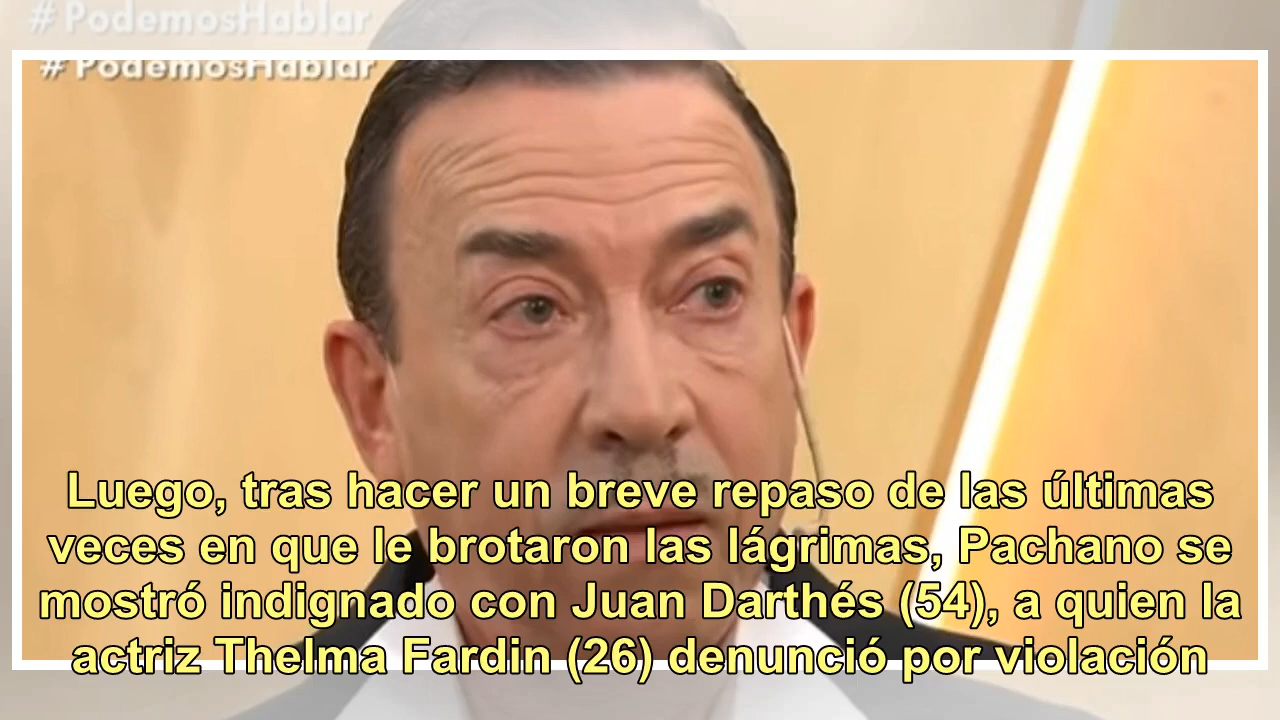 # PodemosHablar
# PodemosHablar
Luego, tras hacer un breve repaso de las últimas
veces en que le brotaron las lágrimas, Pachano se
mostró indignado con Juan Darthés (54), a quien la
actriz Thelma Fardin (26) denunció por violación